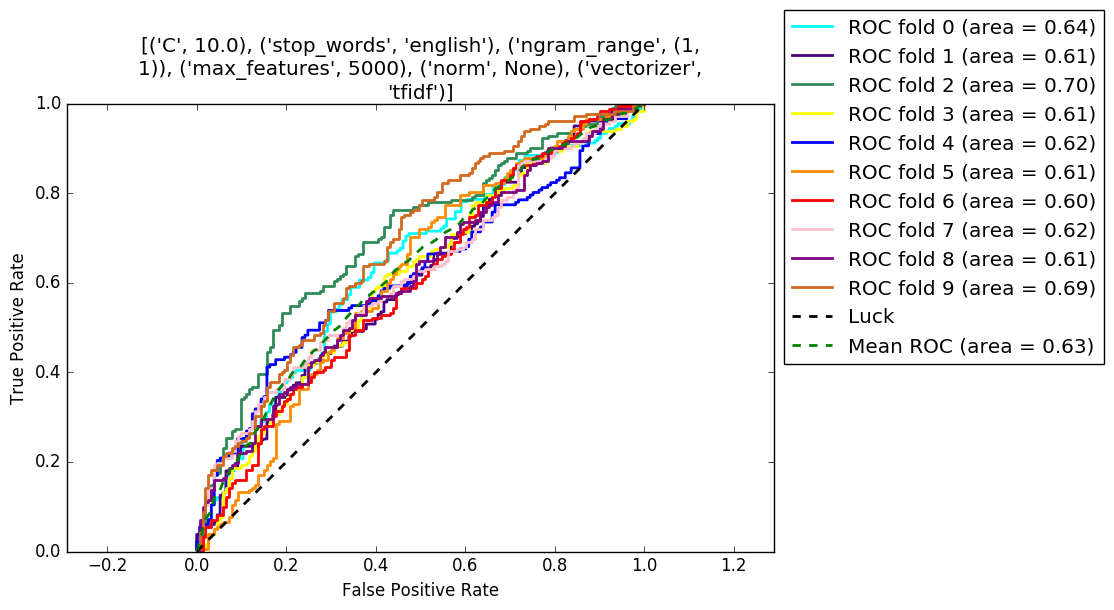 [('C', 10.0), ('stop_words', 'english'), ('ngram_range', (1,
1)), ('max_features', 5000), ('norm', None), ('vectorizer',
'tfidf')]
ROC fold 0 (area = 0.64)
ROC fold 1 (area = 0.61)
ROC fold 2 (area = 0.70)
ROC fold 3 (area = 0.61)
ROC fold 4 (area = 0.62)
ROC fold 5 (area = 0.61)
ROC fold 6 (area = 0.60)
ROC fold 7 (area = 0.62)
ROC fold 8 (area = 0.61)
ROC fold 9 (area = 0.69)
Luck
Mean ROC (area = 0.63)
True Positive Rate
1.0
0.8
0.6
0.4
0.2
0.0
−0.2 0.0 0.2 0.4 0.6 0.8 1.0 1.2
False Positive Rate